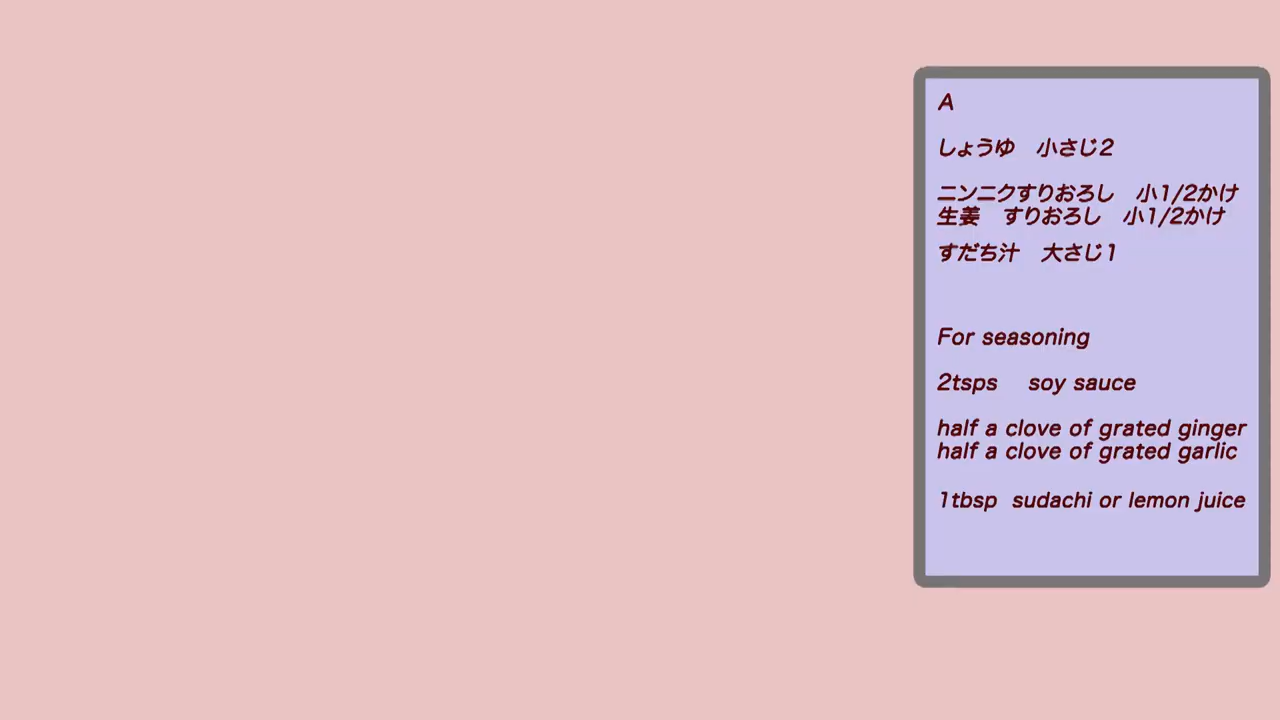 A
しょうゆ　小さじ2
ニンニクすりおろし　小1/2かけ
生姜　すりおろし　小1/2かけ
すだち汁　大さじ1
For seasoning
2tsps soy sauce
half a clove of grated ginger
half a clove of grated garlic
1tbsp sudachi or lemon juice